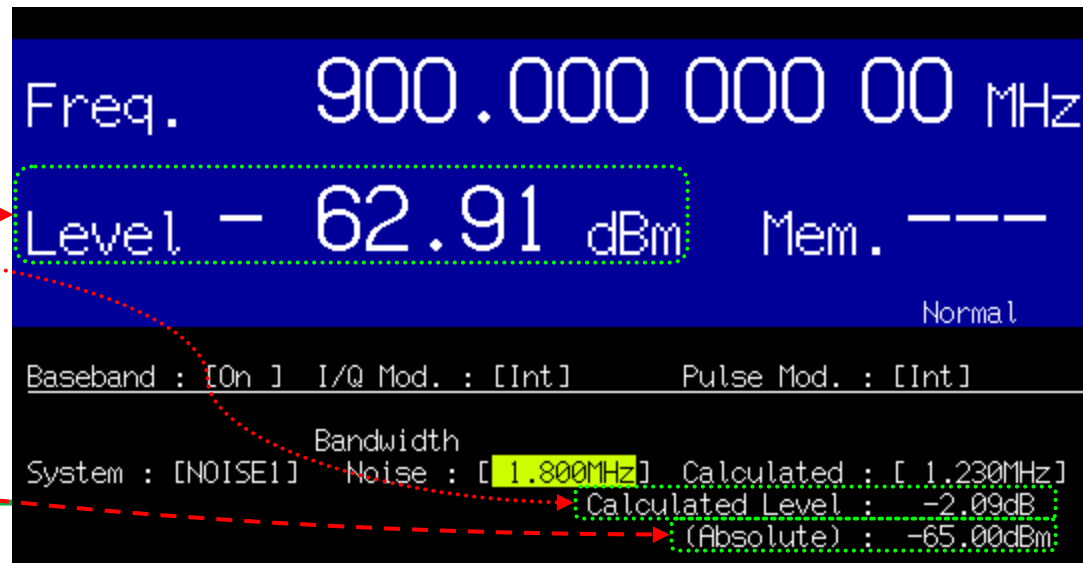 Freq. 900.000 000 00 MHz
Level - 62.91 dBm Mem. ---
Normal
Baseband : [On ] I/Q Mod. : [Int] Pulse Mod. : [Int]
Bandwidth
System : [NOISE1] Noise : [ 1.800MHz] Calculated : [ 1.230MHz]
Calculated Level : -2.09dB
(Absolute) : -65.00dBm